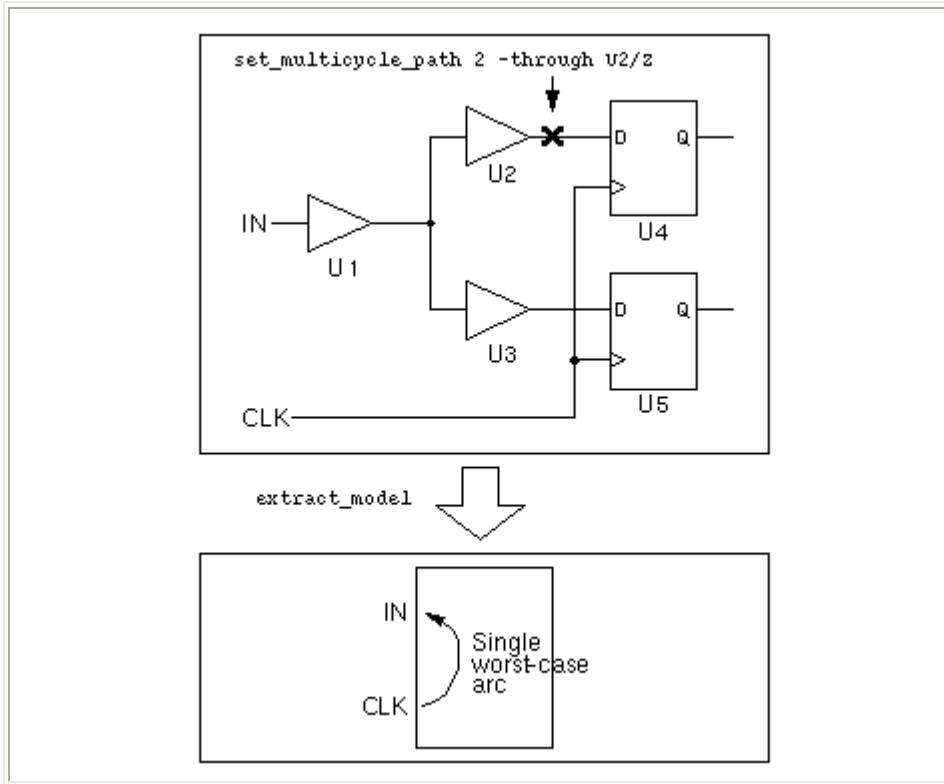 set_multicycle_path 2 -through U2/Z
U2
D Q
U4
IN
U1
U3
D Q
U5
CLK
extract_model
IN
Single
worst-case
arc
CLK